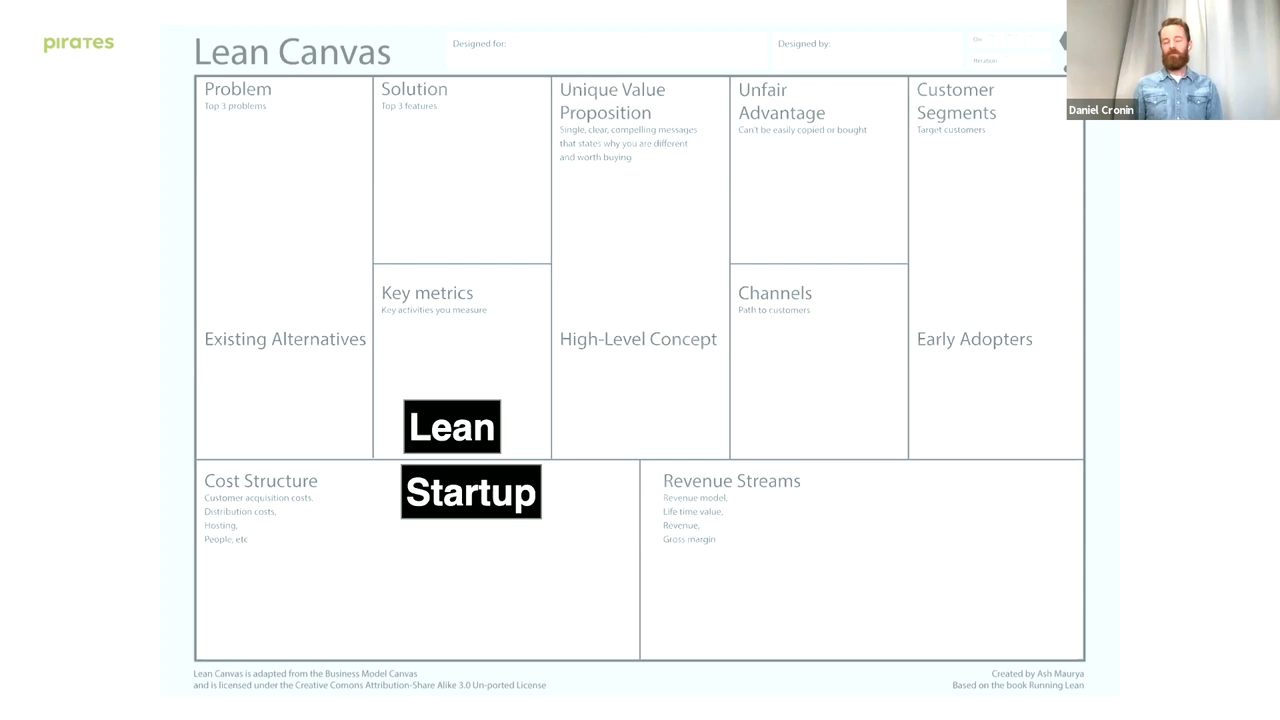 pirates
Lean Canvas
Designed for:
Designed by:
On:
Iteration:
Daniel Cronin
Problem
Top 3 problems
Existing Alternatives
Solution
Top 3 features
Key metrics
Key activities you measure
Unique Value
Proposition
Single, clear, compelling messages
that states why you are different
and worth buying
High-Level Concept
Unfair
Advantage
Can't be easily copied or bought
Channels
Path to customers
Customer
Segments
Target customers
Early Adopters
Lean
Startup
Cost Structure
Customer acquisition costs,
Distribution costs,
Hosting,
People, etc
Revenue Streams
Revenue model,
Life time value,
Revenue,
Gross margin
Lean Canvas is adapted from the Business Model Canvas
and is licensed under the Creative Commons Attribution-Share Alike 3.0 Un-ported License
Created by Ash Maurya
Based on the book Running Lean